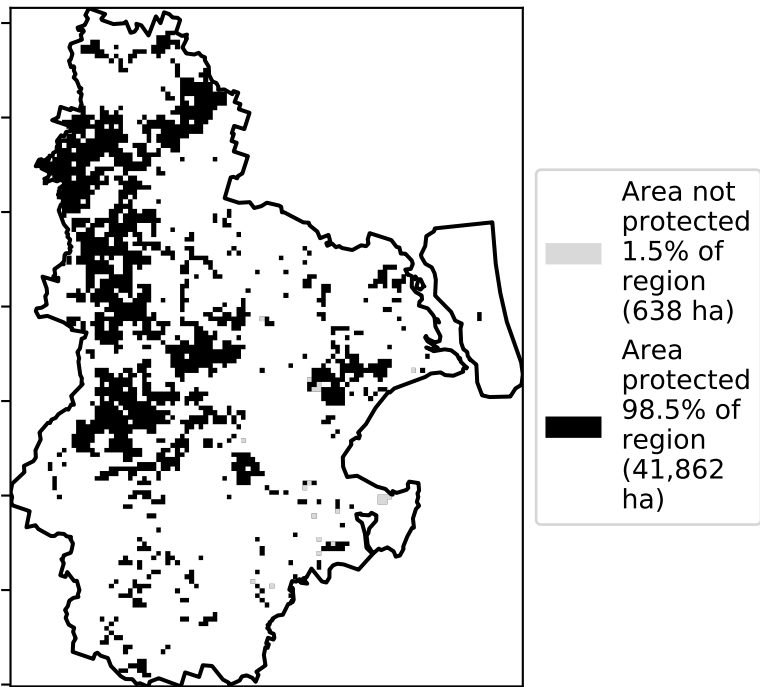 Area not
protected
1.5% of
region
(638 ha)
Area
protected
98.5% of
region
(41,862
ha)